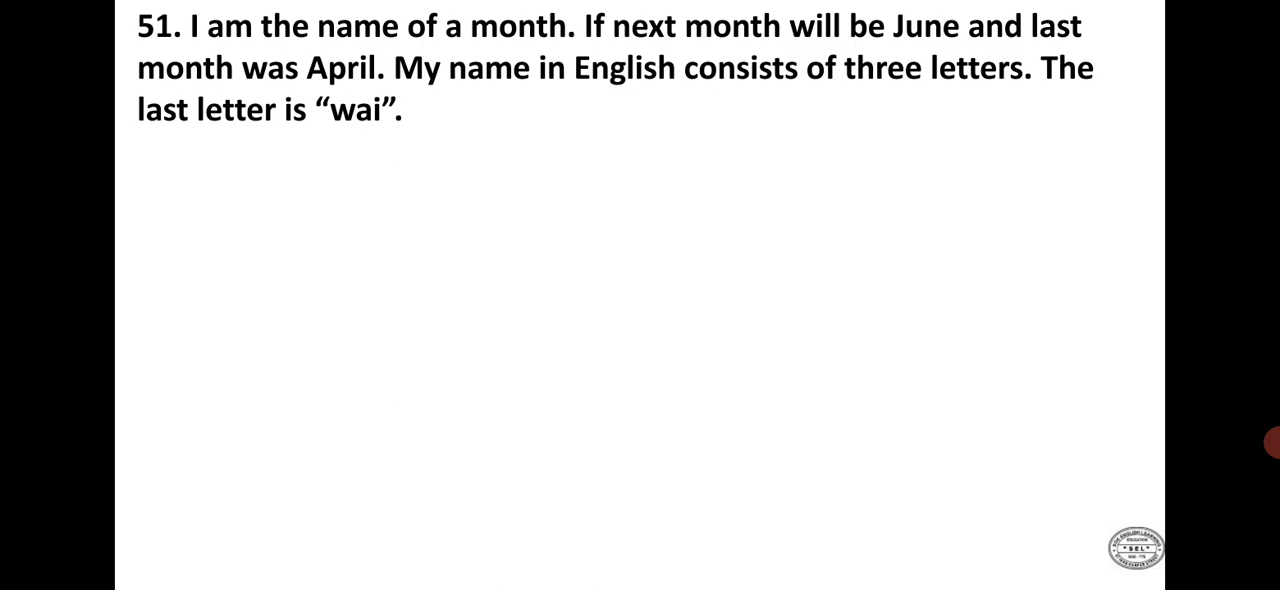 51. I am the name of a month. If next month will be June and last
month was April. My name in English consists of three letters. The
last letter is “wai”.
"SEL"